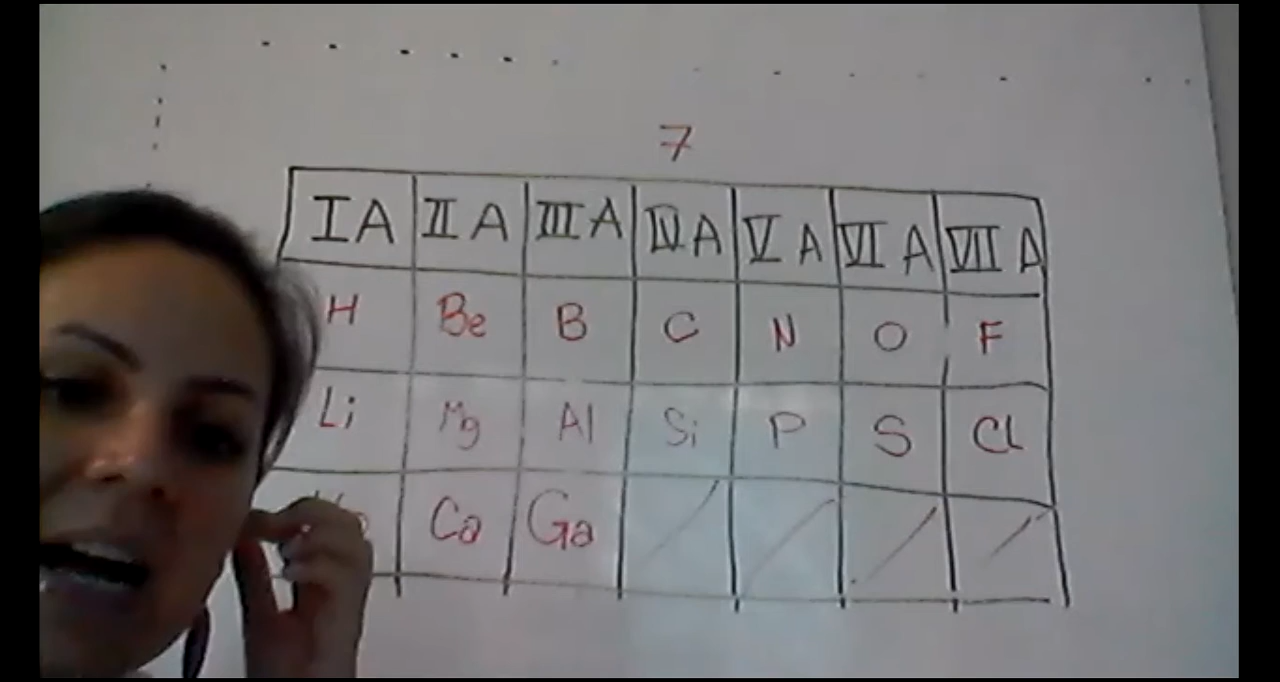 7
IA IIA IIIA IVA VA VIA VIIA
H Be B C N O F
Li Mg Al Si P S Cl
Ca Ga